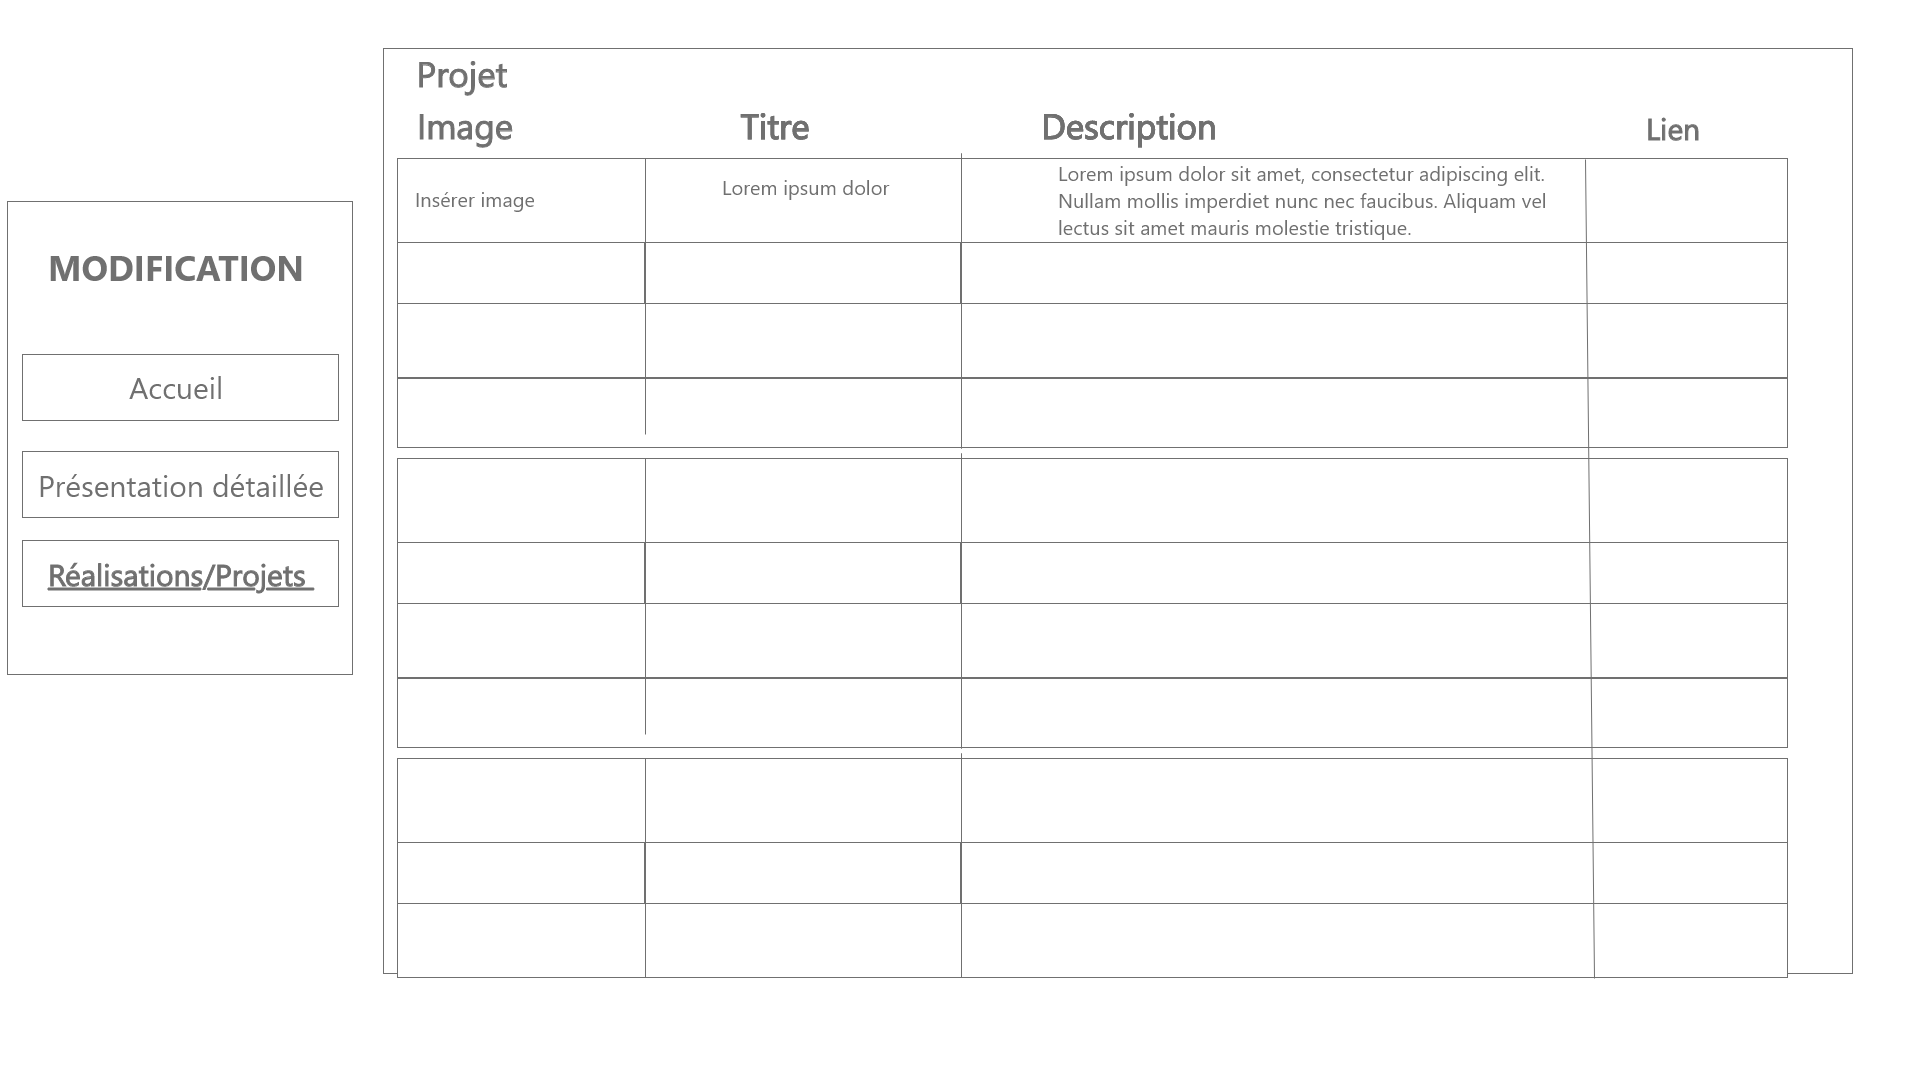 MODIFICATION
Accueil
Présentation détaillée
Réalisations/Projets
Projet
Image Titre Description Lien
Insérer image
Lorem ipsum dolor
Lorem ipsum dolor sit amet, consectetur adipiscing elit.
Nullam mollis imperdiet nunc nec faucibus. Aliquam vel
lectus sit amet mauris molestie tristique.